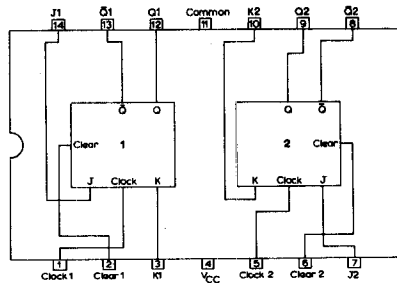 J1 Q̄1 Q1 Common K2 Q2 Q̄2
14 13 12 11 10 9 8
Q̄ Q Q Q̄
Clear 1 2 Clear
J Clock K K Clock J
1 2 3 4 5 6 7
Clock 1 Clear 1 K1 VCC Clock 2 Clear 2 J2